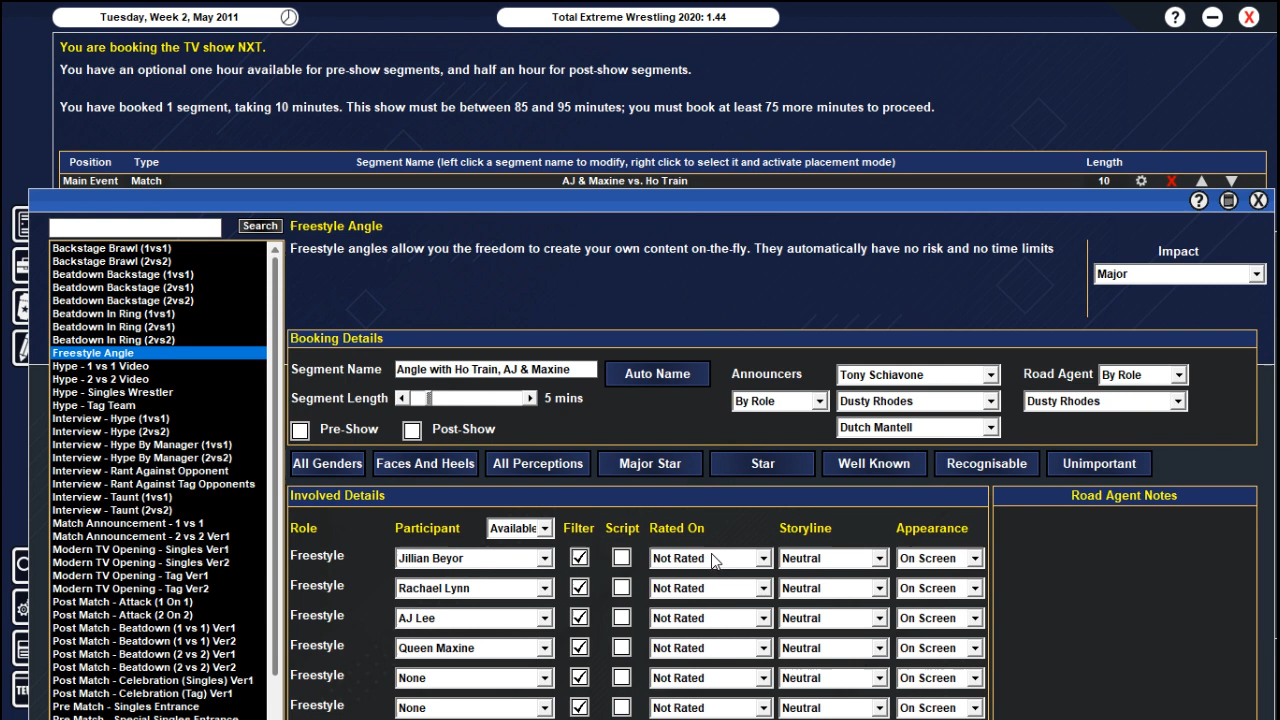 Tuesday, Week 2, May 2011
Total Extreme Wrestling 2020: 1.44
?
X
You are booking the TV show NXT.
You have an optional one hour available for pre-show segments, and half an hour for post-show segments.
You have booked 1 segment, taking 10 minutes. This show must be between 85 and 95 minutes; you must book at least 75 more minutes to proceed.
Position Type Segment Name (left click a segment name to modify, right click to select it and activate placement mode) Length
Main Event Match AJ & Maxine vs. Ho Train 10 X
? X
Search
Freestyle Angle
Freestyle angles allow you the freedom to create your own content on-the-fly. They automatically have no risk and no time limits
Impact
Major
Backstage Brawl (1vs1)
Backstage Brawl (2vs2)
Beatdown Backstage (1vs1)
Beatdown Backstage (2vs1)
Beatdown Backstage (2vs2)
Beatdown In Ring (1vs1)
Beatdown In Ring (2vs1)
Beatdown In Ring (2vs2)
Freestyle Angle
Hype - 1 vs 1 Video
Hype - 2 vs 2 Video
Hype - Singles Wrestler
Hype - Tag Team
Interview - Hype (1vs1)
Interview - Hype (2vs2)
Interview - Hype By Manager (1vs1)
Interview - Hype By Manager (2vs2)
Interview - Rant Against Opponent
Interview - Rant Against Tag Opponents
Interview - Taunt (1vs1)
Interview - Taunt (2vs2)
Match Announcement - 1 vs 1
Match Announcement - 2 vs 2 Ver1
Modern TV Opening - Singles Ver1
Modern TV Opening - Singles Ver2
Modern TV Opening - Tag Ver1
Modern TV Opening - Tag Ver2
Post Match - Attack (1 On 1)
Post Match - Attack (2 On 2)
Post Match - Beatdown (1 vs 1) Ver1
Post Match - Beatdown (1 vs 1) Ver2
Post Match - Beatdown (2 vs 2) Ver1
Post Match - Beatdown (2 vs 2) Ver2
Post Match - Celebration (Singles) Ver1
Post Match - Celebration (Tag) Ver1
Pre Match - Singles Entrance
Pre Match - Special Singles Entrance
Booking Details
Segment Name Angle with Ho Train, AJ & Maxine Auto Name Announcers Tony Schiavone Road Agent By Role
Segment Length 5 mins By Role Dusty Rhodes Dusty Rhodes
Pre-Show Post-Show Dutch Mantell
All Genders Faces And Heels All Perceptions Major Star Star Well Known Recognisable Unimportant
Involved Details
Road Agent Notes
Role Participant Available Filter Script Rated On Storyline Appearance
Freestyle Jillian Beyor Not Rated Neutral On Screen
Freestyle Rachael Lynn Not Rated Neutral On Screen
Freestyle AJ Lee Not Rated Neutral On Screen
Freestyle Queen Maxine Not Rated Neutral On Screen
Freestyle None Not Rated Neutral On Screen
Freestyle None Not Rated Neutral On Screen